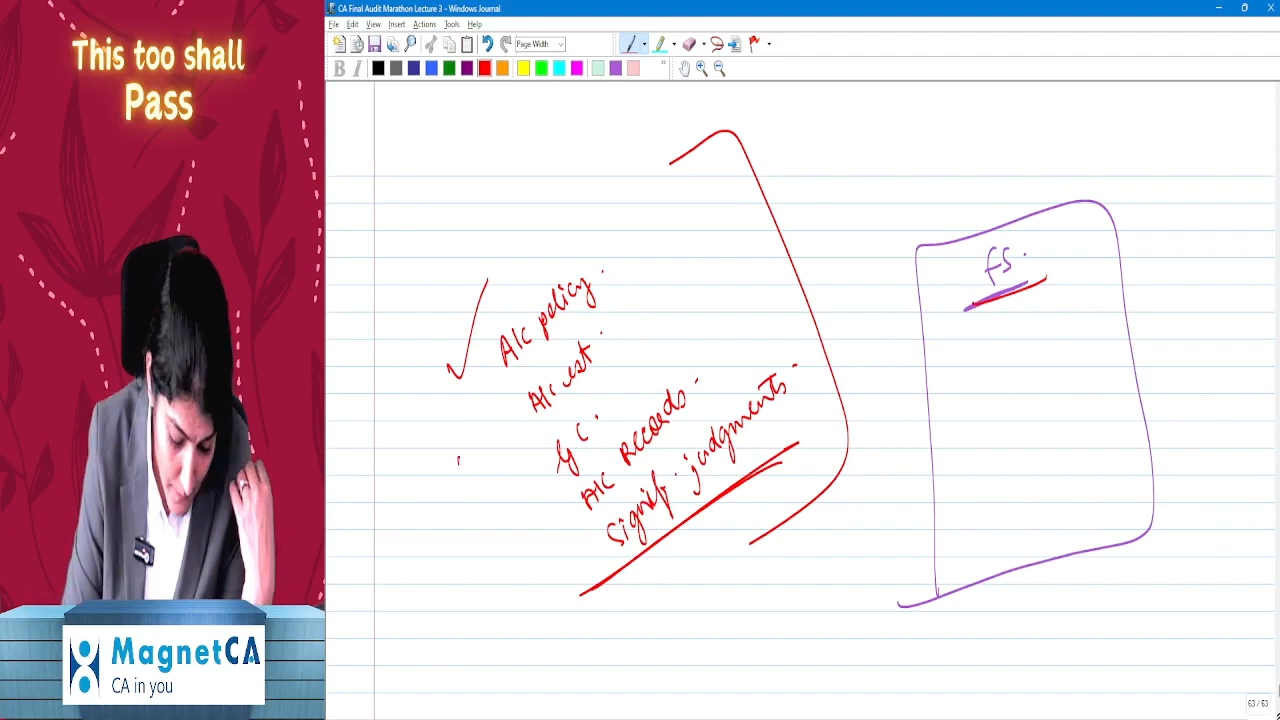 This too shall
Pass
MagnetCA
CA in you
CA Final Audit Marathon Lecture 3 - Windows Journal
File Edit View Insert Actions Tools Help
Page Width
B I
A/c policy.
A/c est.
GC.
A/c Records.
Signif. judgments.
fs.
63 / 63